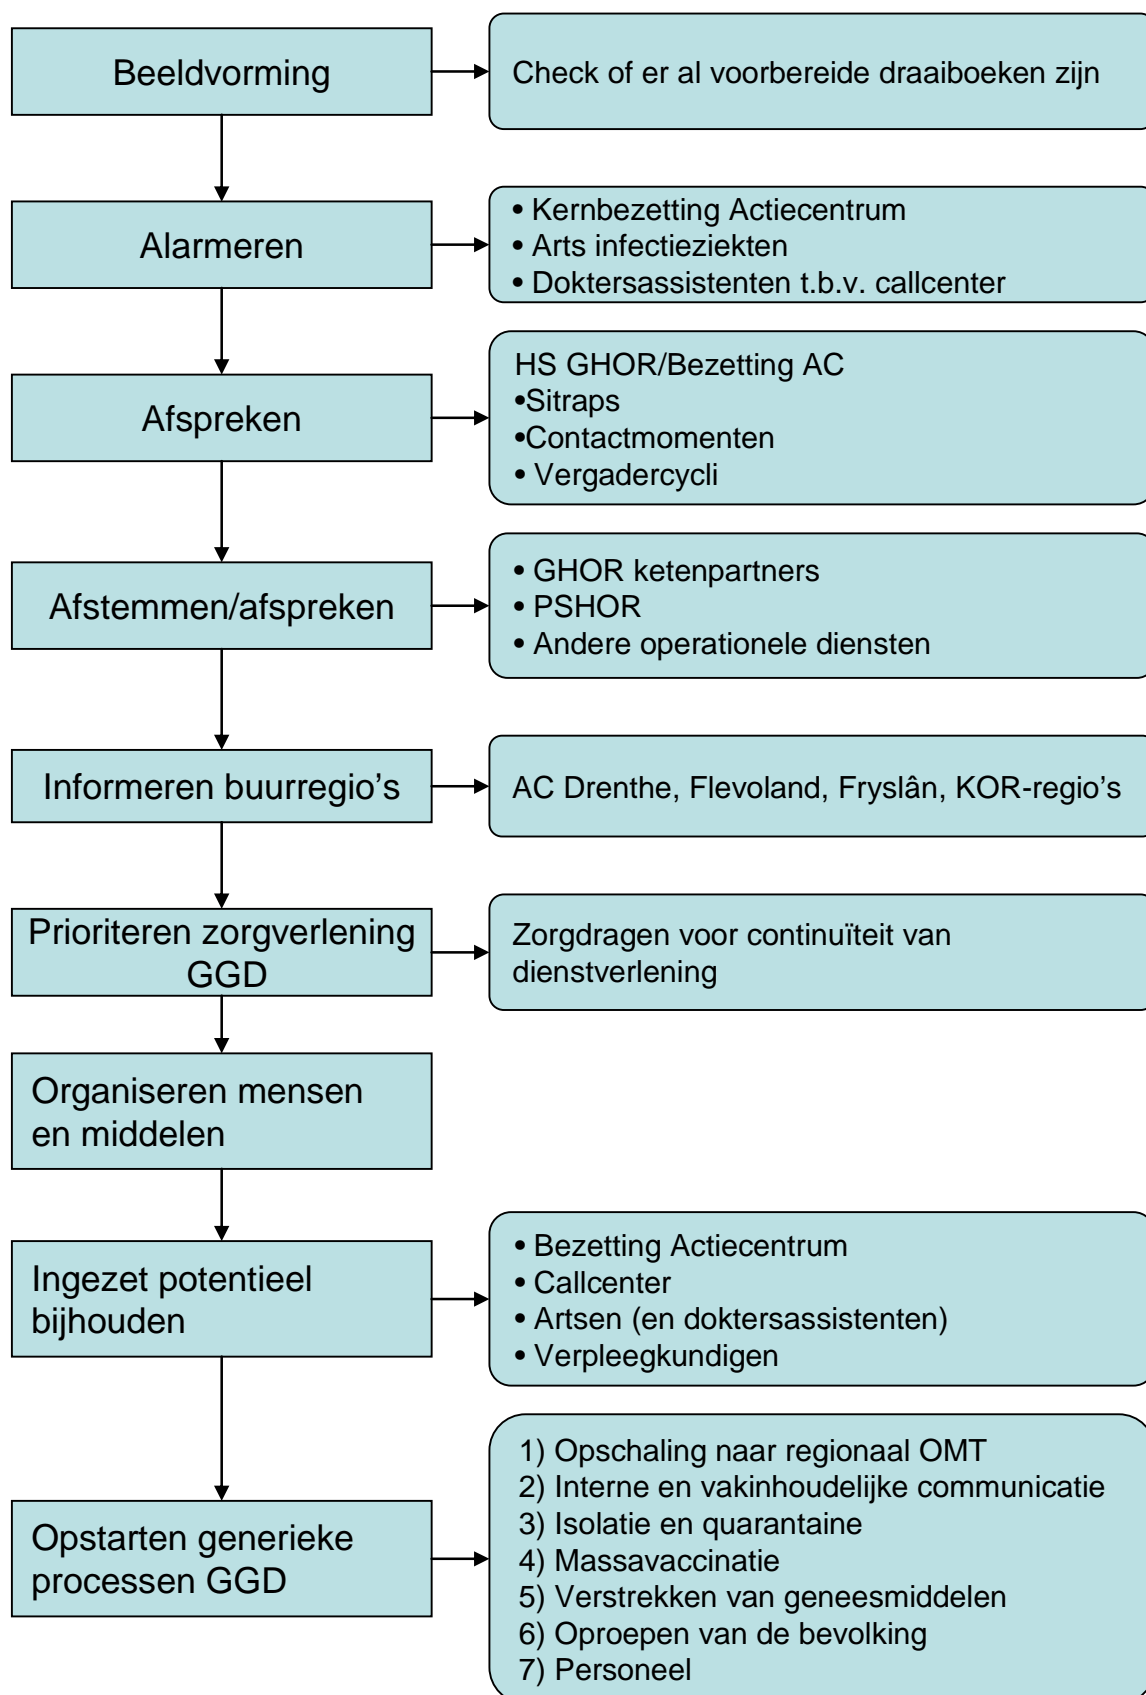 Beeldvorming
Check of er al voorbereide draaiboeken zijn
Alarmeren
• Kernbezetting Actiecentrum
• Arts infectieziekten
• Doktersassistenten t.b.v. callcenter
Afspreken
HS GHOR/Bezetting AC
•Sitraps
•Contactmomenten
• Vergadercycli
Afstemmen/afspreken
• GHOR ketenpartners
• PSHOR
• Andere operationele diensten
Informeren buurregio's
AC Drenthe, Flevoland, Fryslân, KOR-regio's
Prioriteren zorgverlening
GGD
Zorgdragen voor continuïteit van
dienstverlening
Organiseren mensen
en middelen
Ingezet potentieel
bijhouden
• Bezetting Actiecentrum
• Callcenter
• Artsen (en doktersassistenten)
• Verpleegkundigen
Opstarten generieke
processen GGD
1) Opschaling naar regionaal OMT
2) Interne en vakinhoudelijke communicatie
3) Isolatie en quarantaine
4) Massavaccinatie
5) Verstrekken van geneesmiddelen
6) Oproepen van de bevolking
7) Personeel